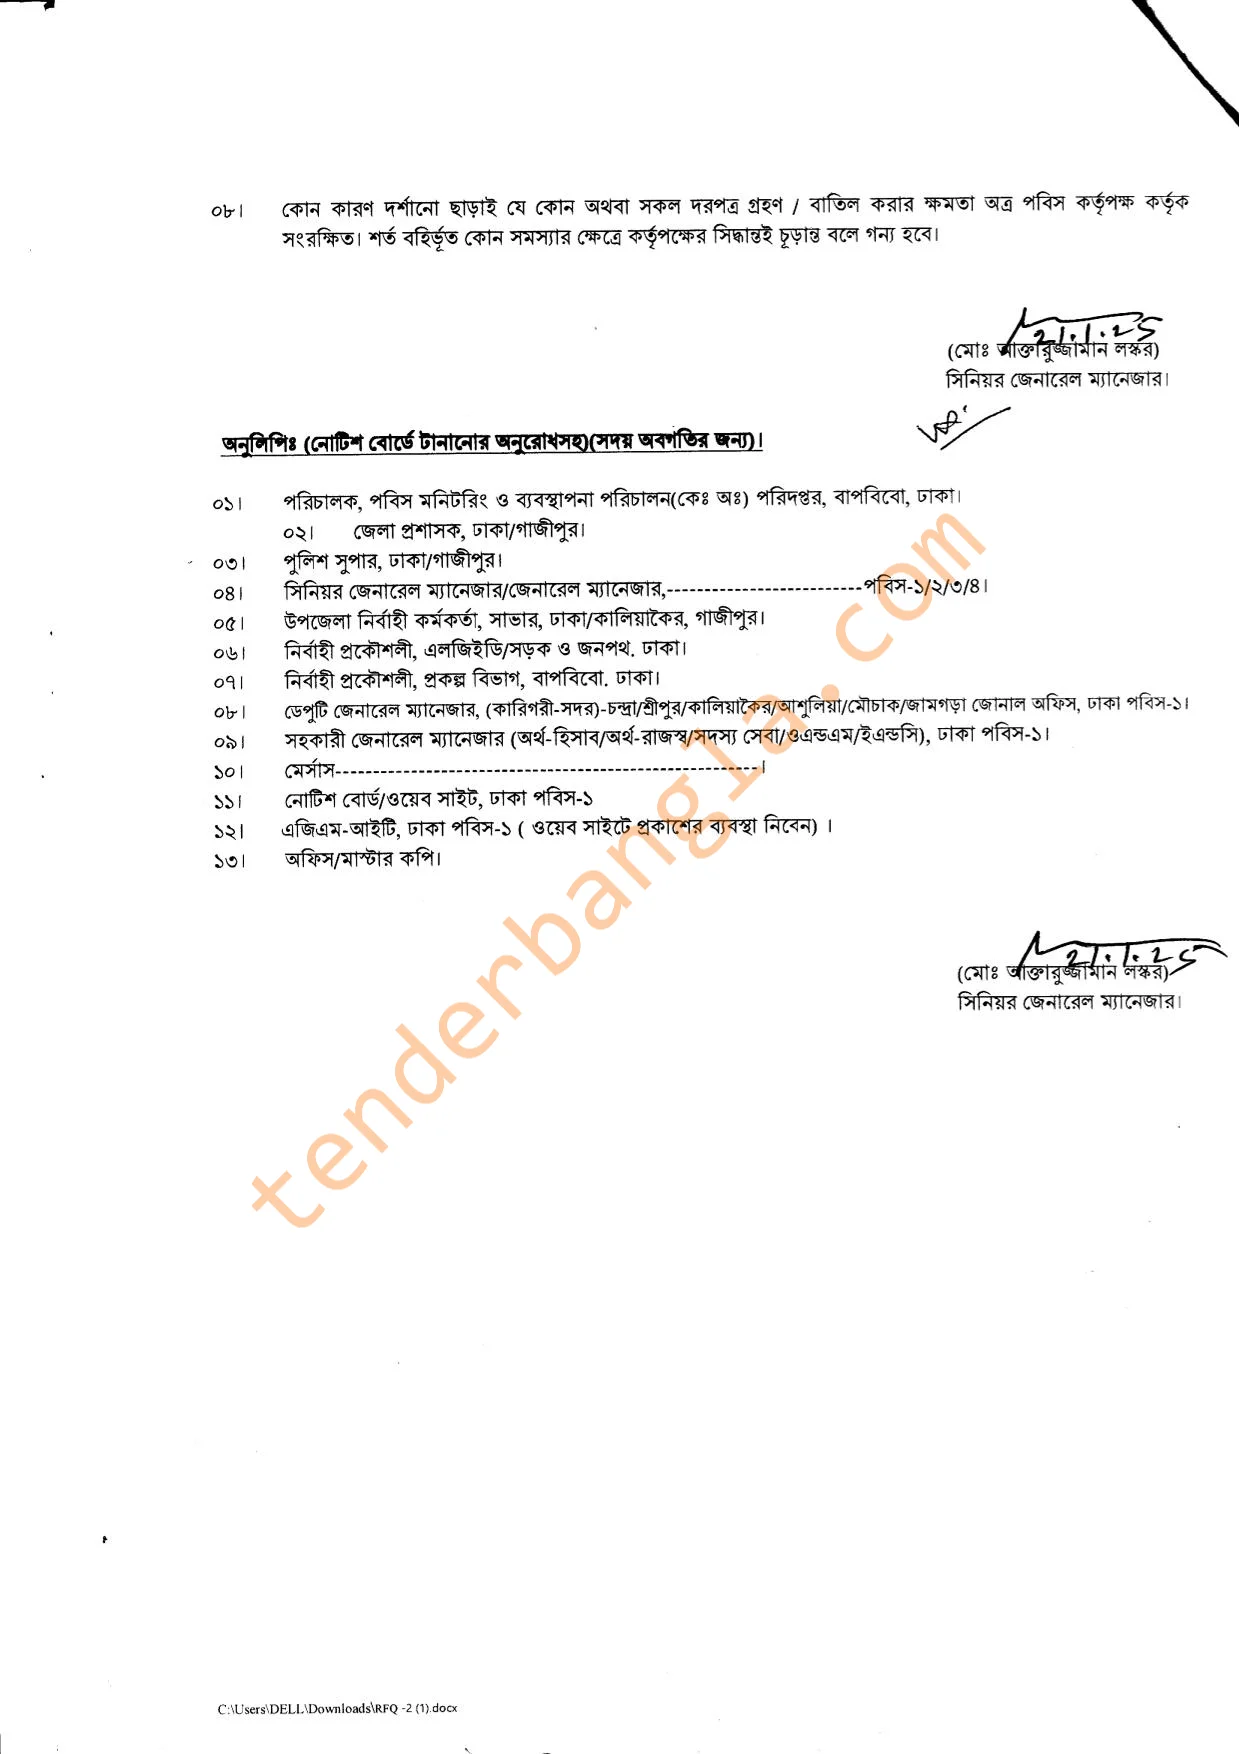 ০৮। কোন কারণ দর্শানো ছাড়াই যে কোন অথবা সকল দরপত্র গ্রহণ / বাতিল করার ক্ষমতা অত্র পবিস কর্তৃপক্ষ কর্তৃক
সংরক্ষিত। শর্ত বহির্ভূত কোন সমস্যার ক্ষেত্রে কর্তৃপক্ষের সিদ্ধান্তই চূড়ান্ত বলে গন্য হবে।
21.1.25
(মোঃ আক্তারুজ্জামান লস্কর)
সিনিয়র জেনারেল ম্যানেজার।
অনুলিপিঃ (নোটিশ বোর্ডে টানানোর অনুরোধসহ)(সদয় অবগতির জন্য)।
০১। পরিচালক, পবিস মনিটরিং ও ব্যবস্থাপনা পরিচালন(কেঃ অঃ) পরিদপ্তর, বাপবিবো, ঢাকা।
০২। জেলা প্রশাসক, ঢাকা/গাজীপুর।
০৩। পুলিশ সুপার, ঢাকা/গাজীপুর।
০৪। সিনিয়র জেনারেল ম্যানেজার/জেনারেল ম্যানেজার,--------------------------পবিস-১/২/৩/৪।
০৫। উপজেলা নির্বাহী কর্মকর্তা, সাভার, ঢাকা/কালিয়াকৈর, গাজীপুর।
০৬। নির্বাহী প্রকৌশলী, এলজিইডি/সড়ক ও জনপথ. ঢাকা।
০৭। নির্বাহী প্রকৌশলী, প্রকল্প বিভাগ, বাপবিবো. ঢাকা।
০৮। ডেপুটি জেনারেল ম্যানেজার, (কারিগরী-সদর)-চন্দ্রা/শ্রীপুর/কালিয়াকৈর/আশুলিয়া/মৌচাক/জামগড়া জোনাল অফিস, ঢাকা পবিস-১।
০৯। সহকারী জেনারেল ম্যানেজার (অর্থ-হিসাব/অর্থ-রাজস্ব/সদস্য সেবা/ওএন্ডএম/ইএন্ডসি), ঢাকা পবিস-১।
১০। মের্সাস--------------------------------------------------------।
১১। নোটিশ বোর্ড/ওয়েব সাইট, ঢাকা পবিস-১
১২। এজিএম-আইটি, ঢাকা পবিস-১ ( ওয়েব সাইটে প্রকাশের ব্যবস্থা নিবেন) ।
১৩। অফিস/মাস্টার কপি।
21.1.25
(মোঃ আক্তারুজ্জামান লস্কর)
সিনিয়র জেনারেল ম্যানেজার।
tenderbangla.com
C:\Users\DELL\Downloads\RFQ -2 (1).docx